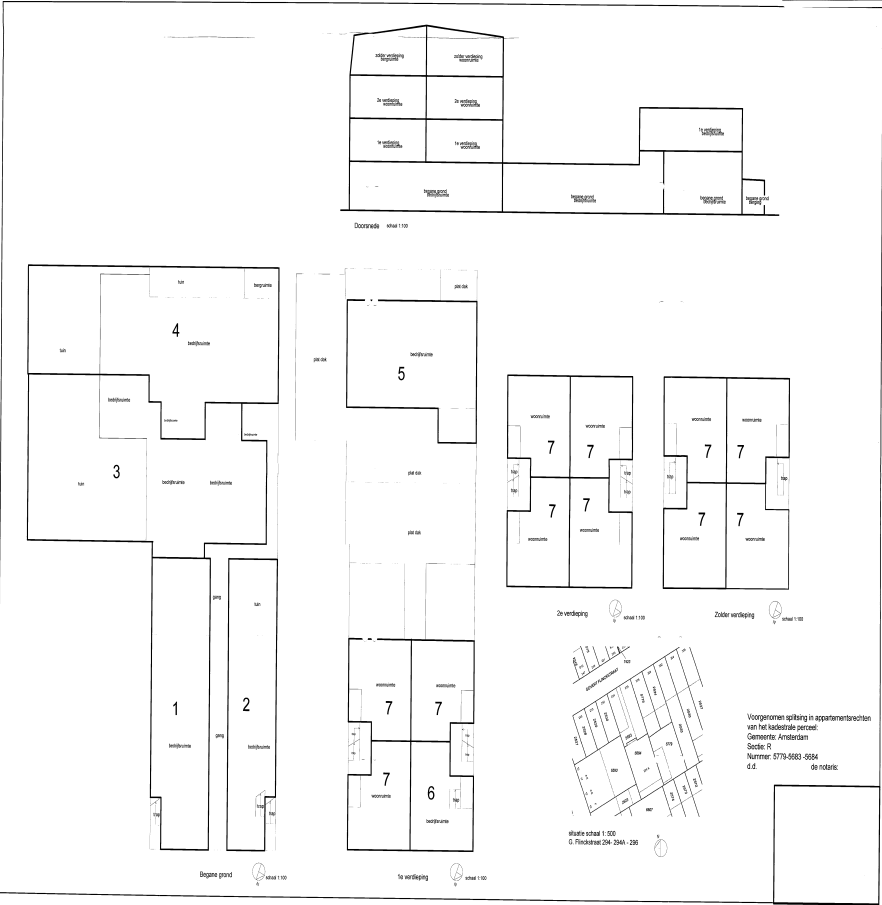 zolder verdieping
bergruimte
zolder verdieping
woonruimte
2e verdieping
woonruimte
2e verdieping
woonruimte
1e verdieping
woonruimte
1e verdieping
woonruimte
1e verdieping
bedrijfsruimte
begane grond
bedrijfsruimte
begane grond
bedrijfsruimte
begane grond
bedrijfsruimte
begane grond
berging
Doorsnede schaal 1:100
tuin
bergruimte
4
bedrijfsruimte
tuin
bedrijfsruimte
3
tuin
bedrijfsruimte
bedrijfsruimte
gang
tuin
1
2
gang
bedrijfsruimte
bedrijfsruimte
trap
trap
Begane grond schaal 1:100
plat dak
plat dak
bedrijfsruimte
5
plat dak
plat dak
woonruimte
woonruimte
7
7
7
6
woonruimte
trap
bedrijfsruimte
1e verdieping schaal 1:100
woonruimte
woonruimte
7
7
trap
trap
trap
trap
7
7
woonruimte
woonruimte
2e verdieping schaal 1:100
woonruimte
woonruimte
7
7
trap
trap
7
7
woonruimte
woonruimte
Zolder verdieping schaal 1:100
GOVERT FLINCKSTRAAT
situatie schaal 1: 500
G. Flinckstraat 294- 294A - 296
Voorgenomen splitsing in appartementsrechten
van het kadestrale perceel:
Gemeente: Amsterdam
Sectie: R
Nummer: 5779-5683 -5684
d.d. de notaris: